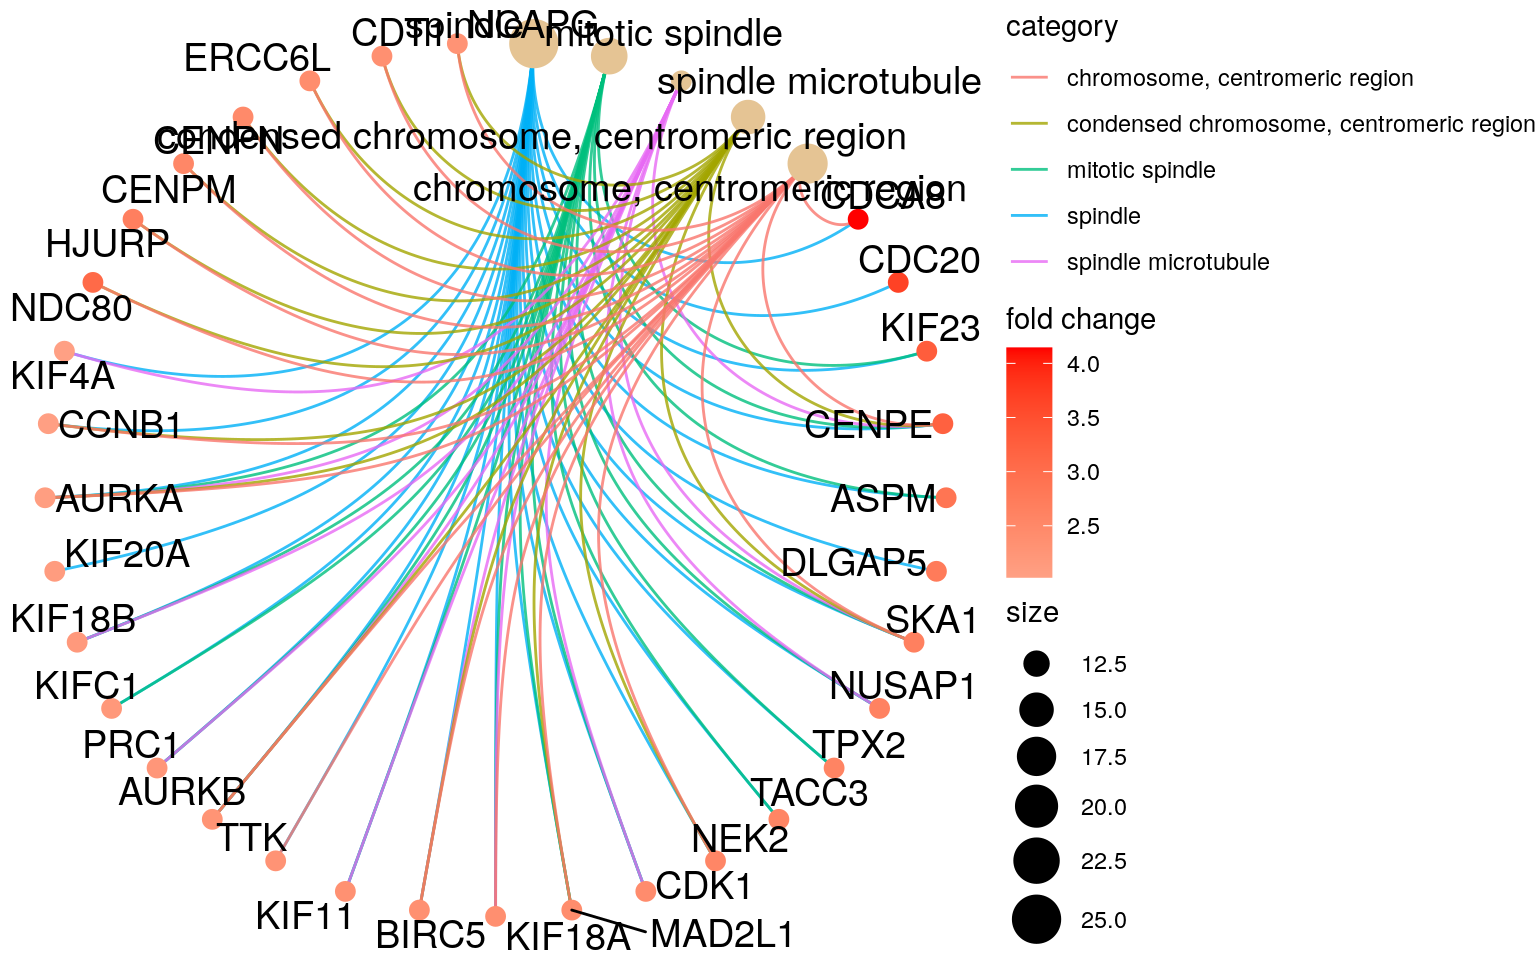 CDT1
spindle
NCAPG
mitotic spindle
ERCC6L
spindle microtubule
CENPN
condensed chromosome, centromeric region
CENPM
chromosome, centromeric region
CDCA8
HJURP
CDC20
NDC80
KIF23
KIF4A
CCNB1
CENPE
AURKA
ASPM
KIF20A
DLGAP5
KIF18B
SKA1
KIFC1
NUSAP1
PRC1
TPX2
AURKB
TACC3
TTK
NEK2
KIF11
CDK1
BIRC5
KIF18A
MAD2L1
category
chromosome, centromeric region
condensed chromosome, centromeric region
mitotic spindle
spindle
spindle microtubule
fold change
4.0
3.5
3.0
2.5
size
12.5
15.0
17.5
20.0
22.5
25.0